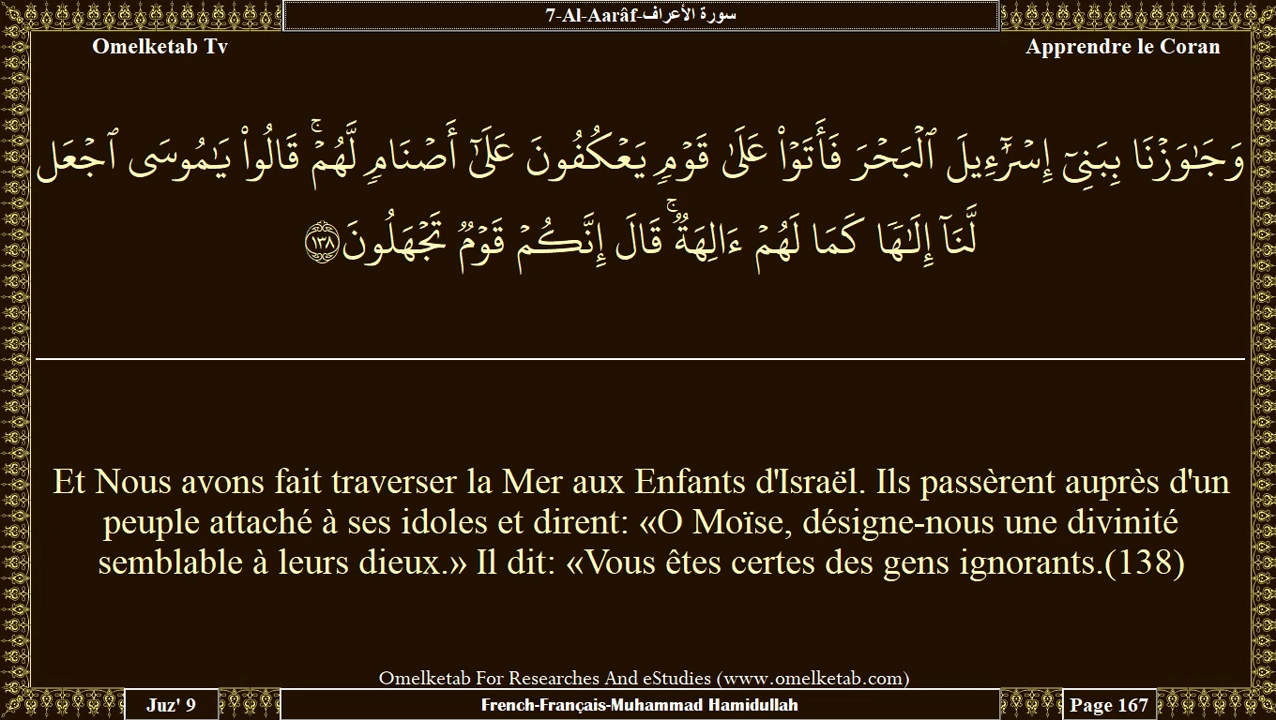 7-Al-Aarâf-سورة الأعراف
Omelketab Tv
Apprendre le Coran
وَجَٰوَزۡنَا بِبَنِيٓ إِسۡرَٰٓءِيلَ ٱلۡبَحۡرَ فَأَتَوۡاْ عَلَىٰ قَوۡمٖ يَعۡكُفُونَ عَلَىٰٓ أَصۡنَامٖ لَّهُمۡۚ قَالُواْ يَٰمُوسَى ٱجۡعَل
لَّنَآ إِلَٰهٗا كَمَا لَهُمۡ ءَالِهَةٞۚ قَالَ إِنَّكُمۡ قَوۡمٞ تَجۡهَلُونَ ١٣٨
Et Nous avons fait traverser la Mer aux Enfants d'Israël. Ils passèrent auprès d'un
peuple attaché à ses idoles et dirent: «O Moïse, désigne-nous une divinité
semblable à leurs dieux.» Il dit: «Vous êtes certes des gens ignorants.(138)
Omelketab For Researches And eStudies (www.omelketab.com)
Juz' 9
French-Français-Muhammad Hamidullah
Page 167